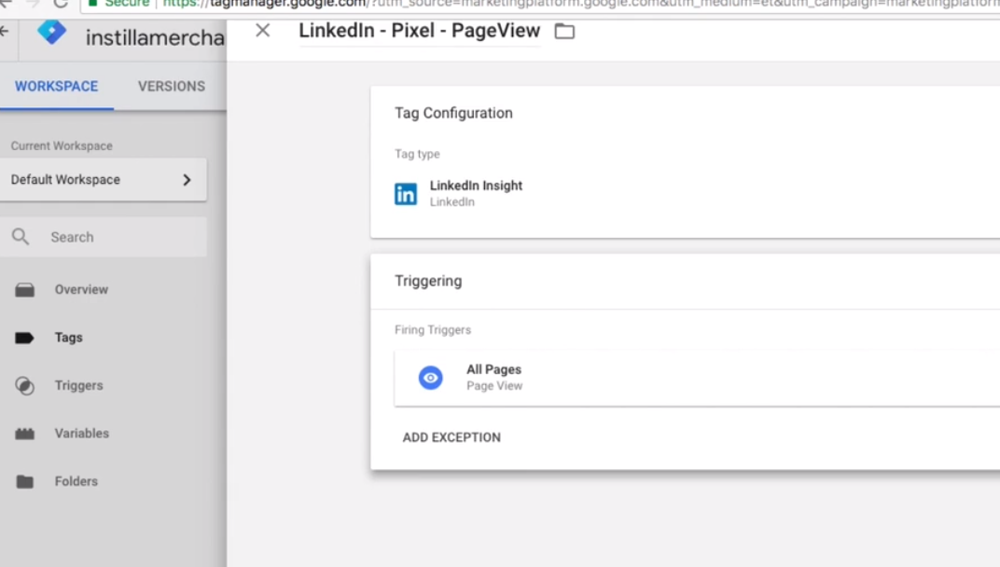 Secure https://tagmanager.google.com/?utm_source=marketingplatform.google.com&utm_medium=et&utm_campaign=marketingplatform
instillamercha
LinkedIn - Pixel - PageView
WORKSPACE VERSIONS
Current Workspace
Default Workspace
Search
Overview
Tags
Triggers
Variables
Folders
Tag Configuration
Tag type
in
LinkedIn Insight
LinkedIn
Triggering
Firing Triggers
All Pages
Page View
ADD EXCEPTION